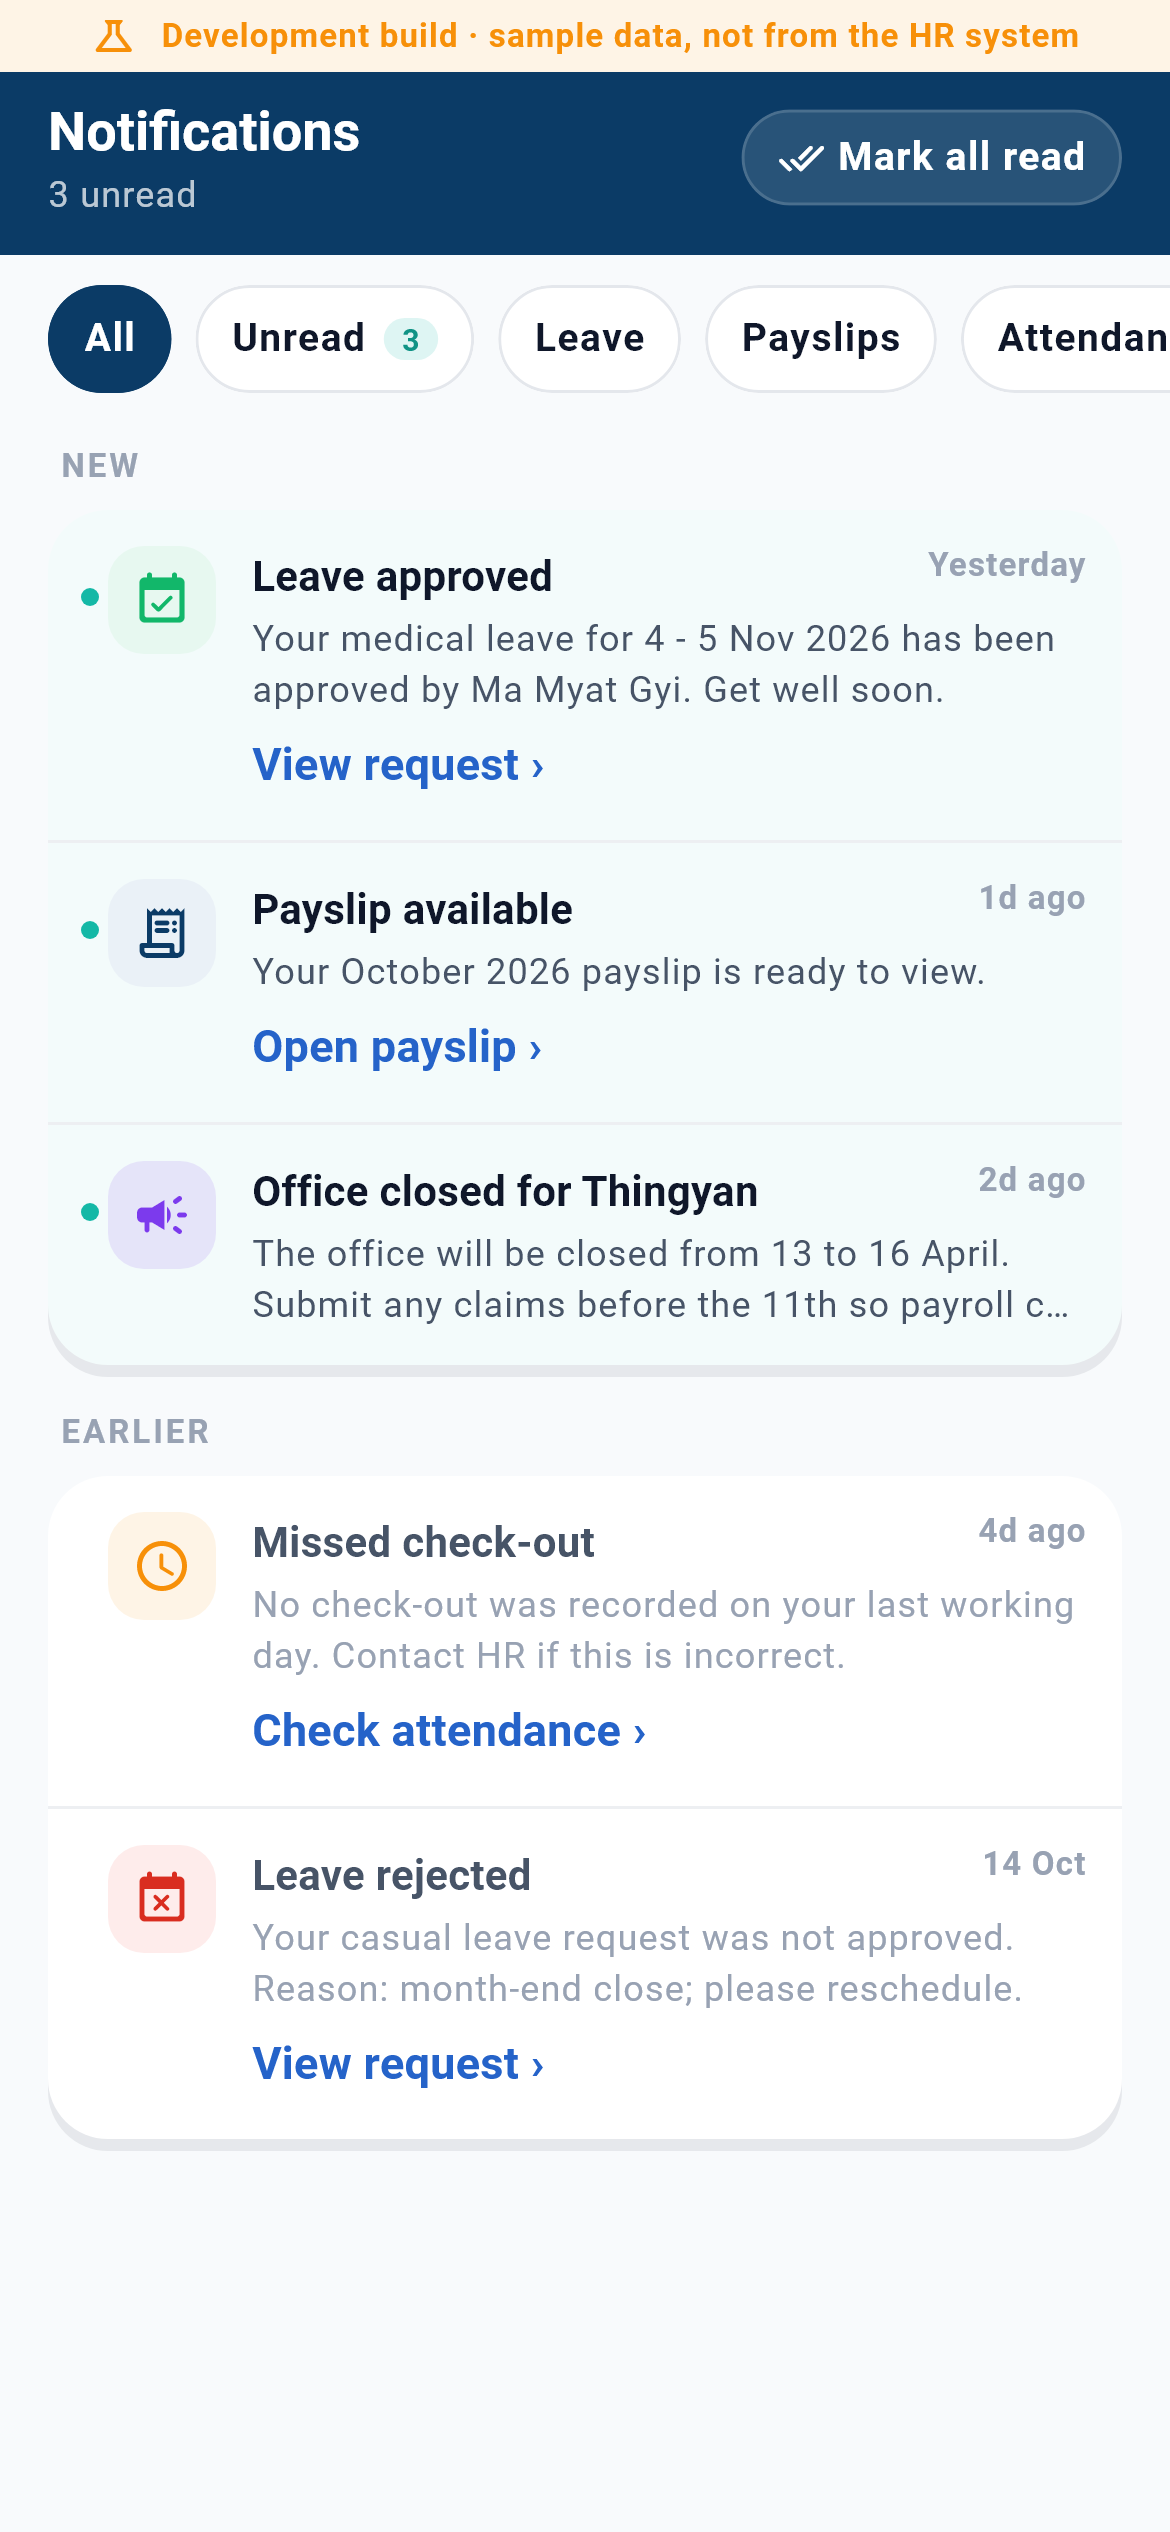 Development build · sample data, not from the HR system
Notifications
3 unread
Mark all read
All
Unread 3
Leave
Payslips
Attendan
NEW
Leave approved
Yesterday
Your medical leave for 4 - 5 Nov 2026 has been
approved by Ma Myat Gyi. Get well soon.
View request ›
Payslip available
1d ago
Your October 2026 payslip is ready to view.
Open payslip ›
Office closed for Thingyan
2d ago
The office will be closed from 13 to 16 April.
Submit any claims before the 11th so payroll c…
EARLIER
Missed check-out
4d ago
No check-out was recorded on your last working
day. Contact HR if this is incorrect.
Check attendance ›
Leave rejected
14 Oct
Your casual leave request was not approved.
Reason: month-end close; please reschedule.
View request ›